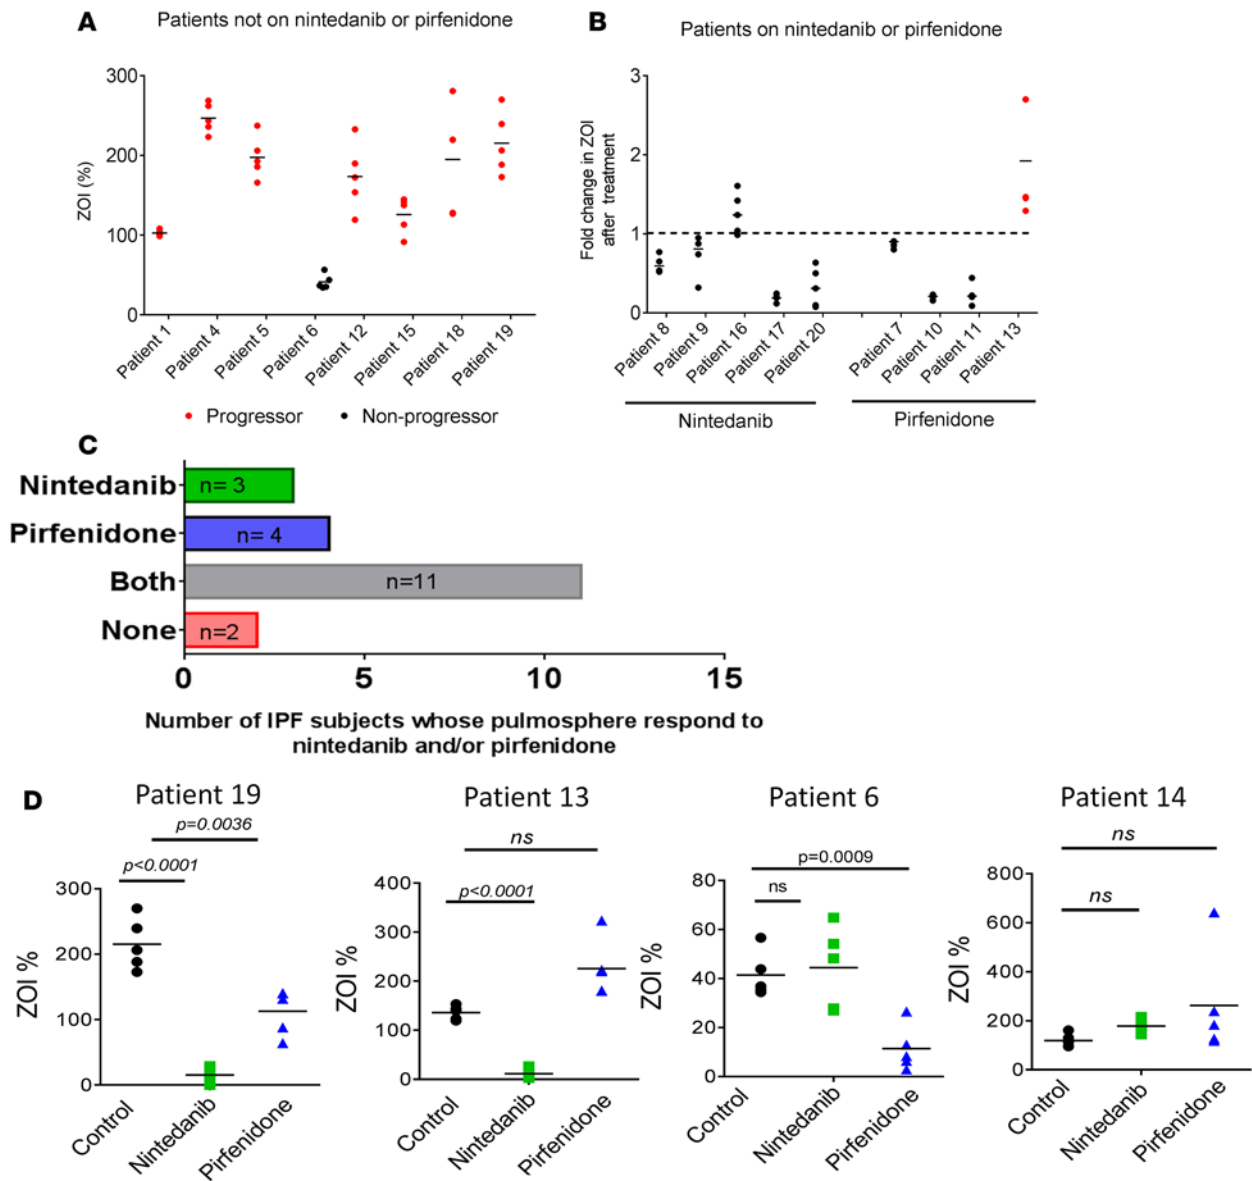 A
Patients not on nintedanib or pirfenidone
ZOI (%)
300
200
100
0
Patient 1
Patient 4
Patient 5
Patient 6
Patient 12
Patient 15
Patient 18
Patient 19
Progressor
Non-progressor
B
Patients on nintedanib or pirfenidone
Fold change in ZOI
after treatment
3
2
1
0
Patient 8
Patient 9
Patient 16
Patient 17
Patient 20
Patient 7
Patient 10
Patient 11
Patient 13
Nintedanib
Pirfenidone
C
Nintedanib
n= 3
Pirfenidone
n= 4
Both
n=11
None
n=2
0
5
10
15
Number of IPF subjects whose pulmosphere respond to
nintedanib and/or pirfenidone
D
Patient 19
p=0.0036
p<0.0001
ZOI %
300
200
100
0
Control
Nintedanib
Pirfenidone
Patient 13
ns
p<0.0001
ZOI %
400
300
200
100
0
Control
Nintedanib
Pirfenidone
Patient 6
p=0.0009
ns
ZOI %
80
60
40
20
0
Control
Nintedanib
Pirfenidone
Patient 14
ns
ns
ZOI %
800
600
400
200
0
Control
Nintedanib
Pirfenidone